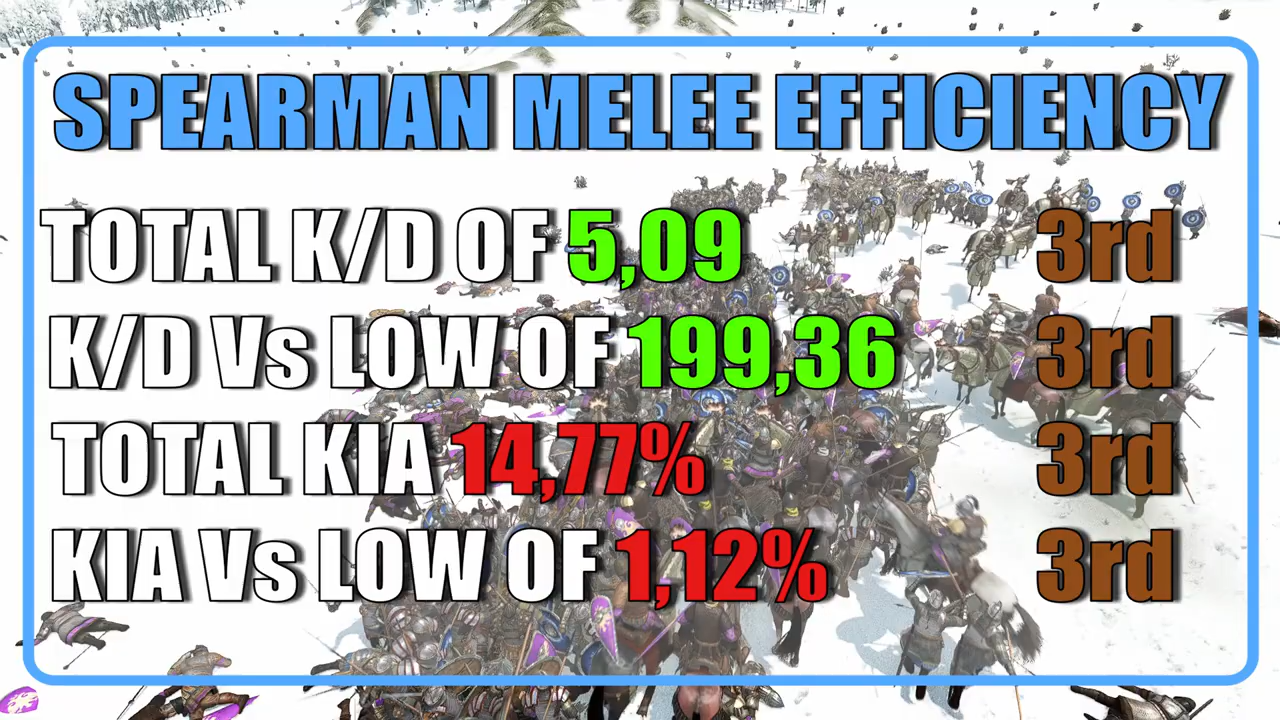 SPEARMAN MELEE EFFICIENCY
TOTAL K/D OF 5,09 3rd
K/D Vs LOW OF 199,36 3rd
TOTAL KIA 14,77% 3rd
KIA Vs LOW OF 1,12% 3rd